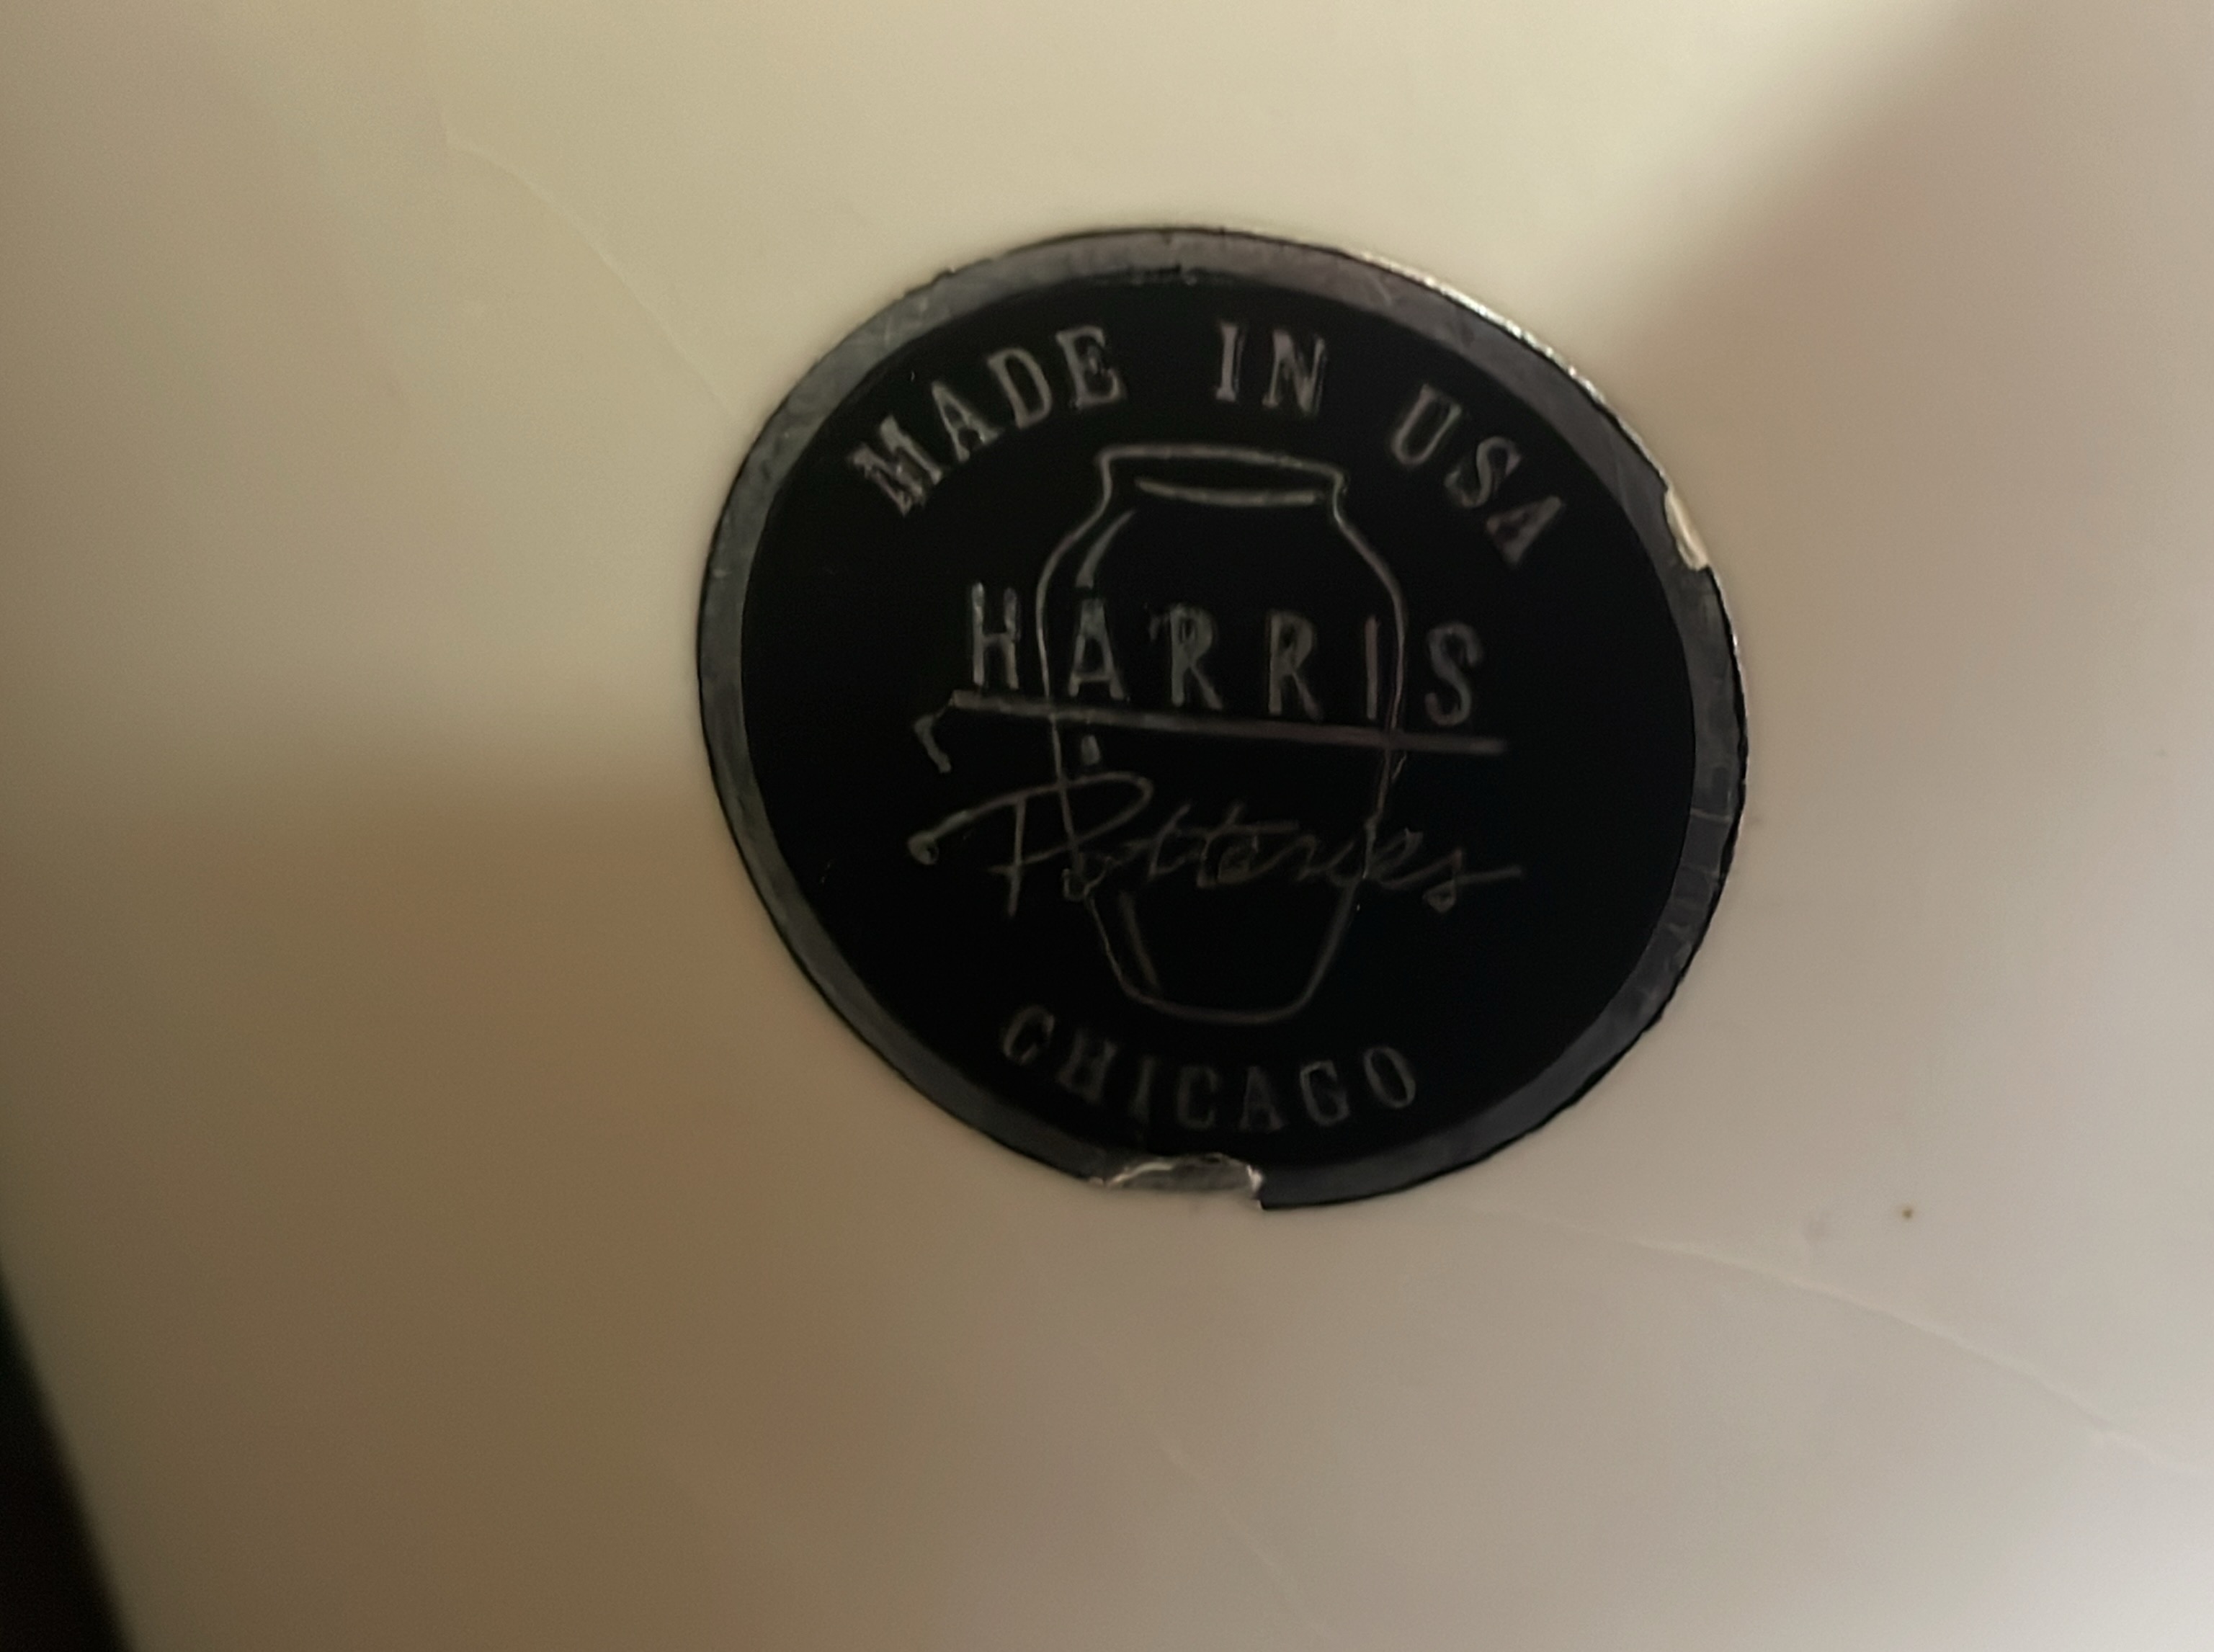 MADE IN USA
HARRIS
Potteries
CHICAGO